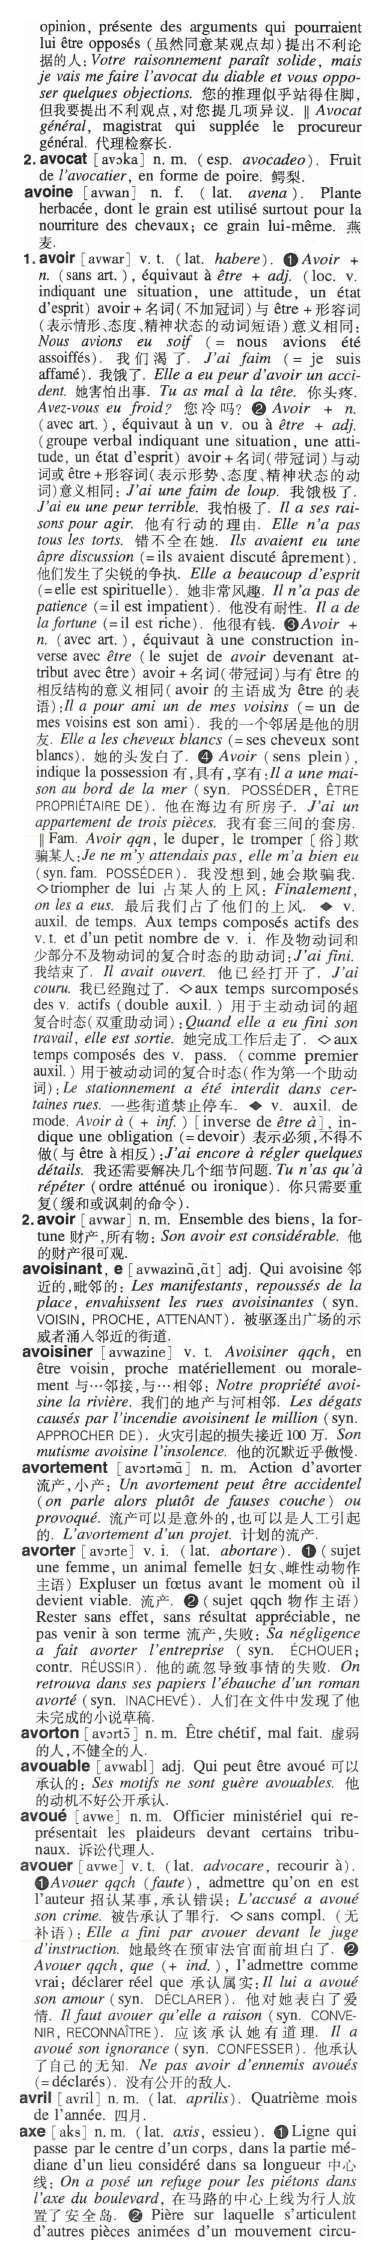 opinion, présente des arguments qui pourraient
lui être opposés (虽然同意某观点却)提出不利论
据的人: Votre raisonnement paraît solide, mais
je vais me faire l'avocat du diable et vous oppo-
ser quelques objections. 您的推理似乎站得住脚,
但我要提出不利观点,对您提几项异议. ‖ Avocat
général, magistrat qui supplée le procureur
général. 代理检察长.
2. avocat [avɔka] n. m. (esp. avocadeo). Fruit
de l'avocatier, en forme de poire. 鳄梨.
avoine [avwan] n. f. (lat. avena). Plante
herbacée, dont le grain est utilisé surtout pour la
nourriture des chevaux; ce grain lui-même. 燕
麦.
1. avoir [avwar] v. t. (lat. habere). ❶ Avoir +
n. (sans art.), équivaut à être + adj. (loc. v.
indiquant une situation, une attitude, un état
d'esprit) avoir+名词(不加冠词)与 être+形容词
(表示情形、态度、精神状态的动词短语)意义相同:
Nous avions eu soif (= nous avions été
assoiffés). 我们渴了. J'ai faim (= je suis
affamé). 我饿了. Elle a eu peur d'avoir un acci-
dent. 她害怕出事. Tu as mal à la tête. 你头疼.
Avez-vous eu froid? 您冷吗? ❷ Avoir + n.
(avec art.), équivaut à un v. ou à être + adj.
(groupe verbal indiquant une situation, une atti-
tude, un état d'esprit) avoir+名词(带冠词)与动
词或 être+形容词(表示形势、态度、精神状态的动
词)意义相同: J'ai une faim de loup. 我饿极了.
J'ai eu une peur terrible. 我怕极了. Il a ses rai-
sons pour agir. 他有行动的理由. Elle n'a pas
tous les torts. 错不全在她. Ils avaient eu une
âpre discussion (=ils avaient discuté âprement).
他们发生了尖锐的争执. Elle a beaucoup d'esprit
(=elle est spirituelle). 她非常风趣. Il n'a pas de
patience (=il est impatient). 他没有耐性. Il a de
la fortune (=il est riche). 他很有钱. ❸Avoir +
n. (avec art.), équivaut à une construction in-
verse avec être (le sujet de avoir devenant at-
tribut avec être) avoir+名词(带冠词)与有 être 的
相反结构的意义相同(avoir 的主语成为 être 的表
语):Il a pour ami un de mes voisins (= un de
mes voisins est son ami). 我的一个邻居是他的朋
友. Elle a les cheveux blancs (=ses cheveux sont
blancs). 她的头发白了. ❹ Avoir (sens plein),
indique la possession 有,具有,享有:Il a une mai-
son au bord de la mer (syn. POSSÉDER, ÊTRE
PROPRIÉTAIRE DE). 他在海边有所房子. J'ai un
appartement de trois pièces. 我有套三间的套房.
‖ Fam. Avoir qqn, le duper, le tromper〔俗〕欺
骗某人:Je ne m'y attendais pas, elle m'a bien eu
(syn. fam. POSSÉDER). 我没想到,她会欺骗我.
◇triompher de lui 占某人的上风: Finalement,
on les a eus. 最后我们占了他们的上风. ◆ v.
auxil. de temps. Aux temps composés actifs des
v. t. et d'un petit nombre de v. i. 作及物动词和
少部分不及物动词的复合时态的助动词:J'ai fini.
我结束了. Il avait ouvert. 他已经打开了. J'ai
couru. 我已经跑过了. ◇aux temps surcomposés
des v. actifs (double auxil.) 用于主动动词的超
复合时态(双重助动词):Quand elle a eu fini son
travail, elle est sortie. 她完成工作后走了. ◇aux
temps composés des v. pass. (comme premier
auxil.) 用于被动动词的复合时态(作为第一个助动
词): Le stationnement a été interdit dans cer-
taines rues. 一些街道禁止停车. ◆ v. auxil. de
mode. Avoir à (+ inf.) [inverse de être à], in-
dique une obligation (=devoir) 表示必须,不得不
做(与 être à 相反):J'ai encore à régler quelques
détails. 我还需要解决几个细节问题. Tu n'as qu'à
répéter (ordre atténué ou ironique). 你只需要重
复(缓和或讽刺的命令).
2. avoir [avwar] n. m. Ensemble des biens, la for-
tune 财产,所有物: Son avoir est considérable. 他
的财产很可观.
avoisinant, e [avwazinɑ̃,ɑ̃t] adj. Qui avoisine 邻
近的,毗邻的: Les manifestants, repoussés de la
place, envahissent les rues avoisinantes (syn.
VOISIN, PROCHE, ATTENANT). 被驱逐出广场的示
威者涌入邻近的街道.
avoisiner [avwazine] v. t. Avoisiner qqch, en
être voisin, proche matériellement ou morale-
ment 与…邻接,与…相邻: Notre propriété avoi-
sine la rivière. 我们的地产与河相邻. Les dégats
causés par l'incendie avoisinent le million (syn.
APPROCHER DE). 火灾引起的损失接近 100 万. Son
mutisme avoisine l'insolence. 他的沉默近乎傲慢.
avortement [avɔrtəmɑ̃] n. m. Action d'avorter
流产,小产: Un avortement peut être accidentel
(on parle alors plutôt de fauses couche) ou
provoqué. 流产可以是意外的,也可以是人工引起
的. L'avortement d'un projet. 计划的流产.
avorter [avɔrte] v. i. (lat. abortare). ❶ (sujet
une femme, un animal femelle 妇女、雌性动物作
主语) Expluser un fœtus avant le moment où il
devient viable. 流产. ❷ (sujet qqch 物作主语)
Rester sans effet, sans résultat appréciable, ne
pas venir à son terme 流产,失败: Sa négligence
a fait avorter l'entreprise (syn. ÉCHOUER;
contr. RÉUSSIR). 他的疏忽导致事情的失败. On
retrouva dans ses papiers l'ébauche d'un roman
avorté (syn. INACHEVÉ). 人们在文件中发现了他
未完成的小说草稿.
avorton [avɔrtɔ̃] n. m. Être chétif, mal fait. 虚弱
的人,不健全的人.
avouable [avwabl] adj. Qui peut être avoué 可以
承认的: Ses motifs ne sont guère avouables. 他
的动机不好公开承认.
avoué [avwe] n. m. Officier ministériel qui re-
présentait les plaideurs devant certains tribu-
naux. 诉讼代理人.
avouer [avwe] v. t. (lat. advocare, recourir à).
❶Avouer qqch (faute), admettre qu'on en est
l'auteur 招认某事,承认错误: L'accusé a avoué
son crime. 被告承认了罪行. ◇sans compl. (无
补语): Elle a fini par avouer devant le juge
d'instruction. 她最终在预审法官面前坦白了. ❷
Avouer qqch, que (+ ind.), l'admettre comme
vrai; déclarer réel que 承认属实:Il lui a avoué
son amour (syn. DÉCLARER). 他对她表白了爱
情. Il faut avouer qu'elle a raison (syn. CONVE-
NIR, RECONNAÎTRE). 应该承认她有道理. Il a
avoué son ignorance (syn. CONFESSER). 他承认
了自己的无知. Ne pas avoir d'ennemis avoués
(=déclarés). 没有公开的敌人.
avril [avril] n. m. (lat. aprilis). Quatrième mois
de l'année. 四月.
axe [aks] n. m. (lat. axis, essieu). ❶Ligne qui
passe par le centre d'un corps, dans la partie mé-
diane d'un lieu considéré dans sa longueur 中心
线: On a posé un refuge pour les piétons dans
l'axe du boulevard, 在马路的中心上线为行人放
置了安全岛. ❷ Pière sur laquelle s'articulent
d'autres pièces animées d'un mouvement circu-